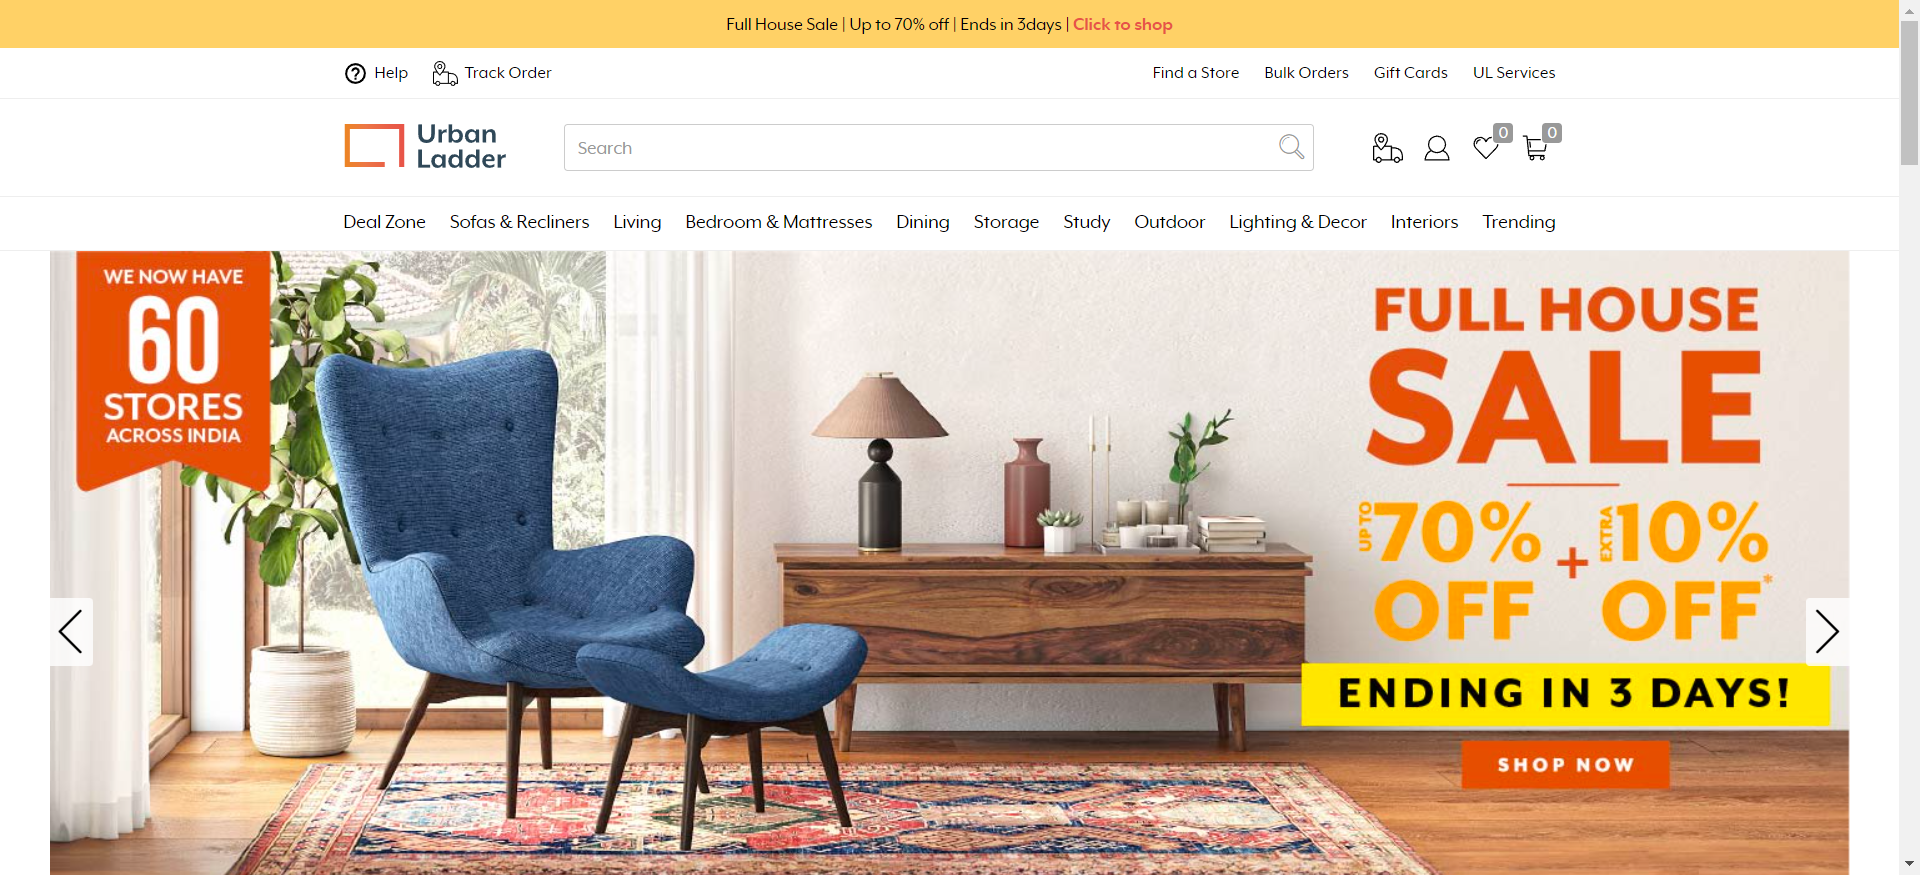 Full House Sale | Up to 70% off | Ends in 3days | Click to shop
Help
Track Order
Find a Store
Bulk Orders
Gift Cards
UL Services
Urban
Ladder
Search
0
0
Deal Zone
Sofas & Recliners
Living
Bedroom & Mattresses
Dining
Storage
Study
Outdoor
Lighting & Decor
Interiors
Trending
WE NOW HAVE
60
STORES
ACROSS INDIA
FULL HOUSE
SALE
UP TO 70% OFF
+
EXTRA 10% OFF*
ENDING IN 3 DAYS!
SHOP NOW